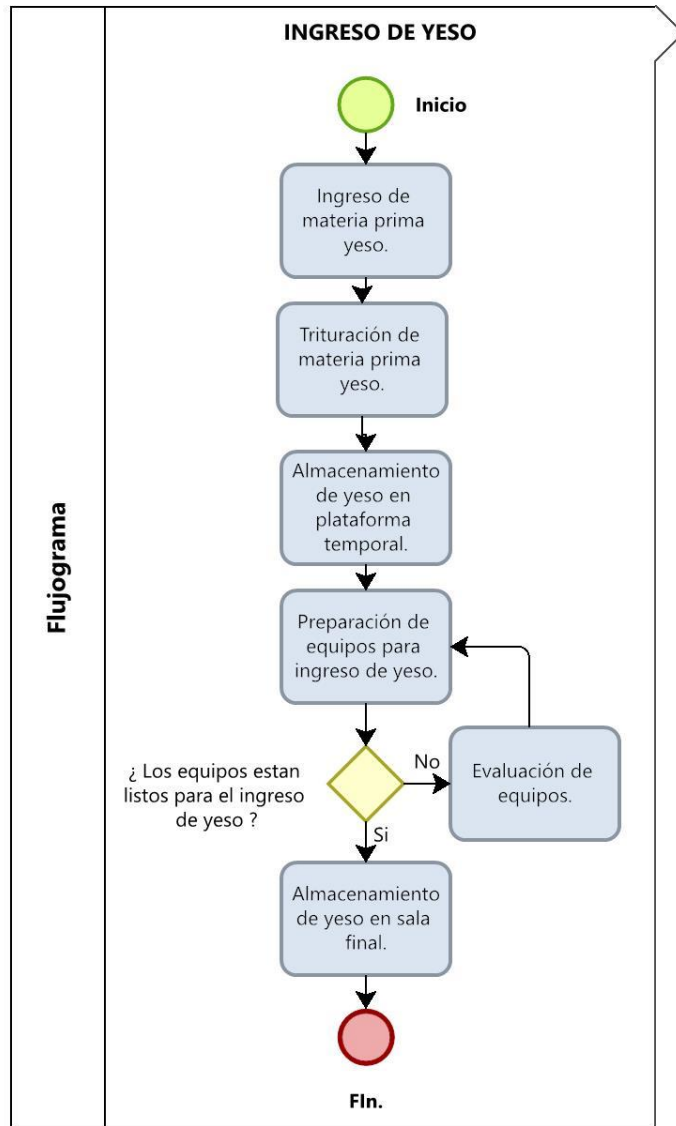 INGRESO DE YESO
Flujograma
Inicio
Ingreso de
materia prima
yeso.
Trituración de
materia prima
yeso.
Almacenamiento
de yeso en
plataforma
temporal.
Preparación de
equipos para
ingreso de yeso.
¿ Los equipos estan
listos para el ingreso
de yeso ?
No
Evaluación de
equipos.
Si
Almacenamiento
de yeso en sala
final.
FIn.